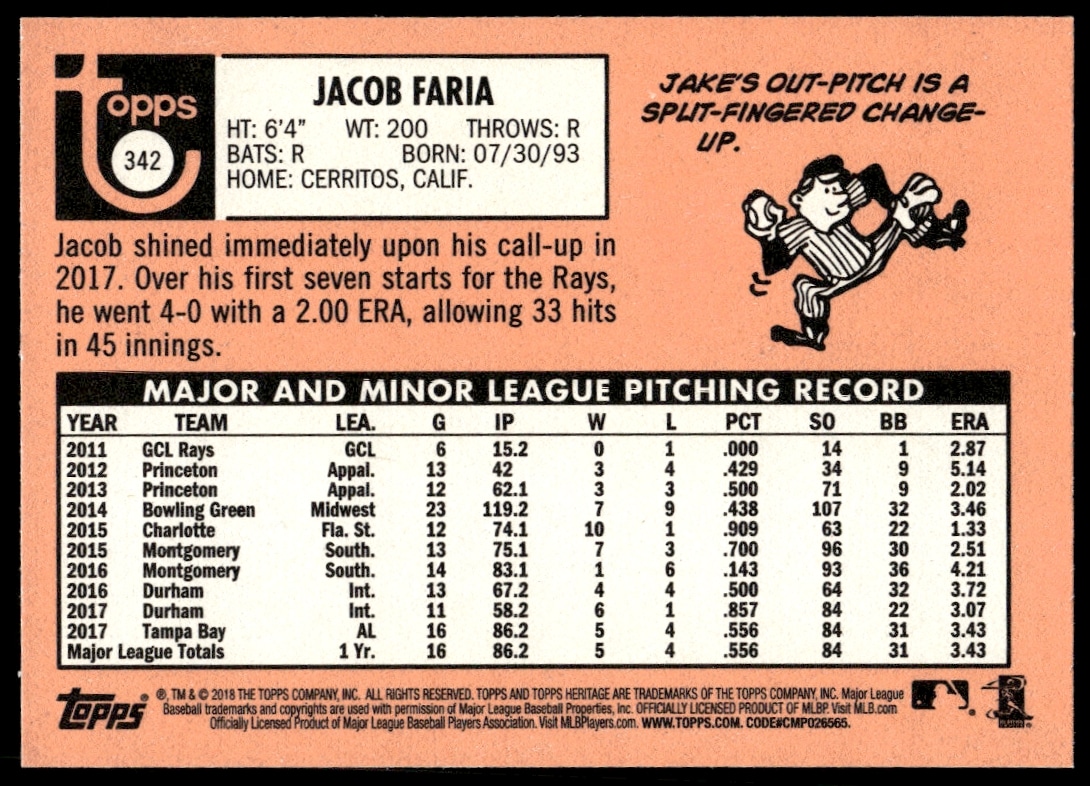 topps
342
JACOB FARIA
HT: 6'4" WT: 200 THROWS: R
BATS: R BORN: 07/30/93
HOME: CERRITOS, CALIF.
JAKE'S OUT-PITCH IS A
SPLIT-FINGERED CHANGE-
UP.
Jacob shined immediately upon his call-up in
2017. Over his first seven starts for the Rays,
he went 4-0 with a 2.00 ERA, allowing 33 hits
in 45 innings.
MAJOR AND MINOR LEAGUE PITCHING RECORD
YEAR TEAM LEA. G IP W L PCT SO BB ERA
2011 GCL Rays GCL 6 15.2 0 1 .000 14 1 2.87
2012 Princeton Appal. 13 42 3 4 .429 34 9 5.14
2013 Princeton Appal. 12 62.1 3 3 .500 71 9 2.02
2014 Bowling Green Midwest 23 119.2 7 9 .438 107 32 3.46
2015 Charlotte Fla. St. 12 74.1 10 1 .909 63 22 1.33
2015 Montgomery South. 13 75.1 7 3 .700 96 30 2.51
2016 Montgomery South. 14 83.1 1 6 .143 93 36 4.21
2016 Durham Int. 13 67.2 4 4 .500 64 32 3.72
2017 Durham Int. 11 58.2 6 1 .857 84 22 3.07
2017 Tampa Bay AL 16 86.2 5 4 .556 84 31 3.43
Major League Totals 1 Yr. 16 86.2 5 4 .556 84 31 3.43
Topps ®, TM & © 2018 THE TOPPS COMPANY, INC. ALL RIGHTS RESERVED. TOPPS AND TOPPS HERITAGE ARE TRADEMARKS OF THE TOPPS COMPANY, INC. Major League
Baseball trademarks and copyrights are used with permission of Major League Baseball Properties, Inc. OFFICIALLY LICENSED PRODUCT OF MLBP. Visit MLB.com
Officially Licensed Product of Major League Baseball Players Association. Visit MLBPlayers.com. WWW.TOPPS.COM. CODE#CMP026565.